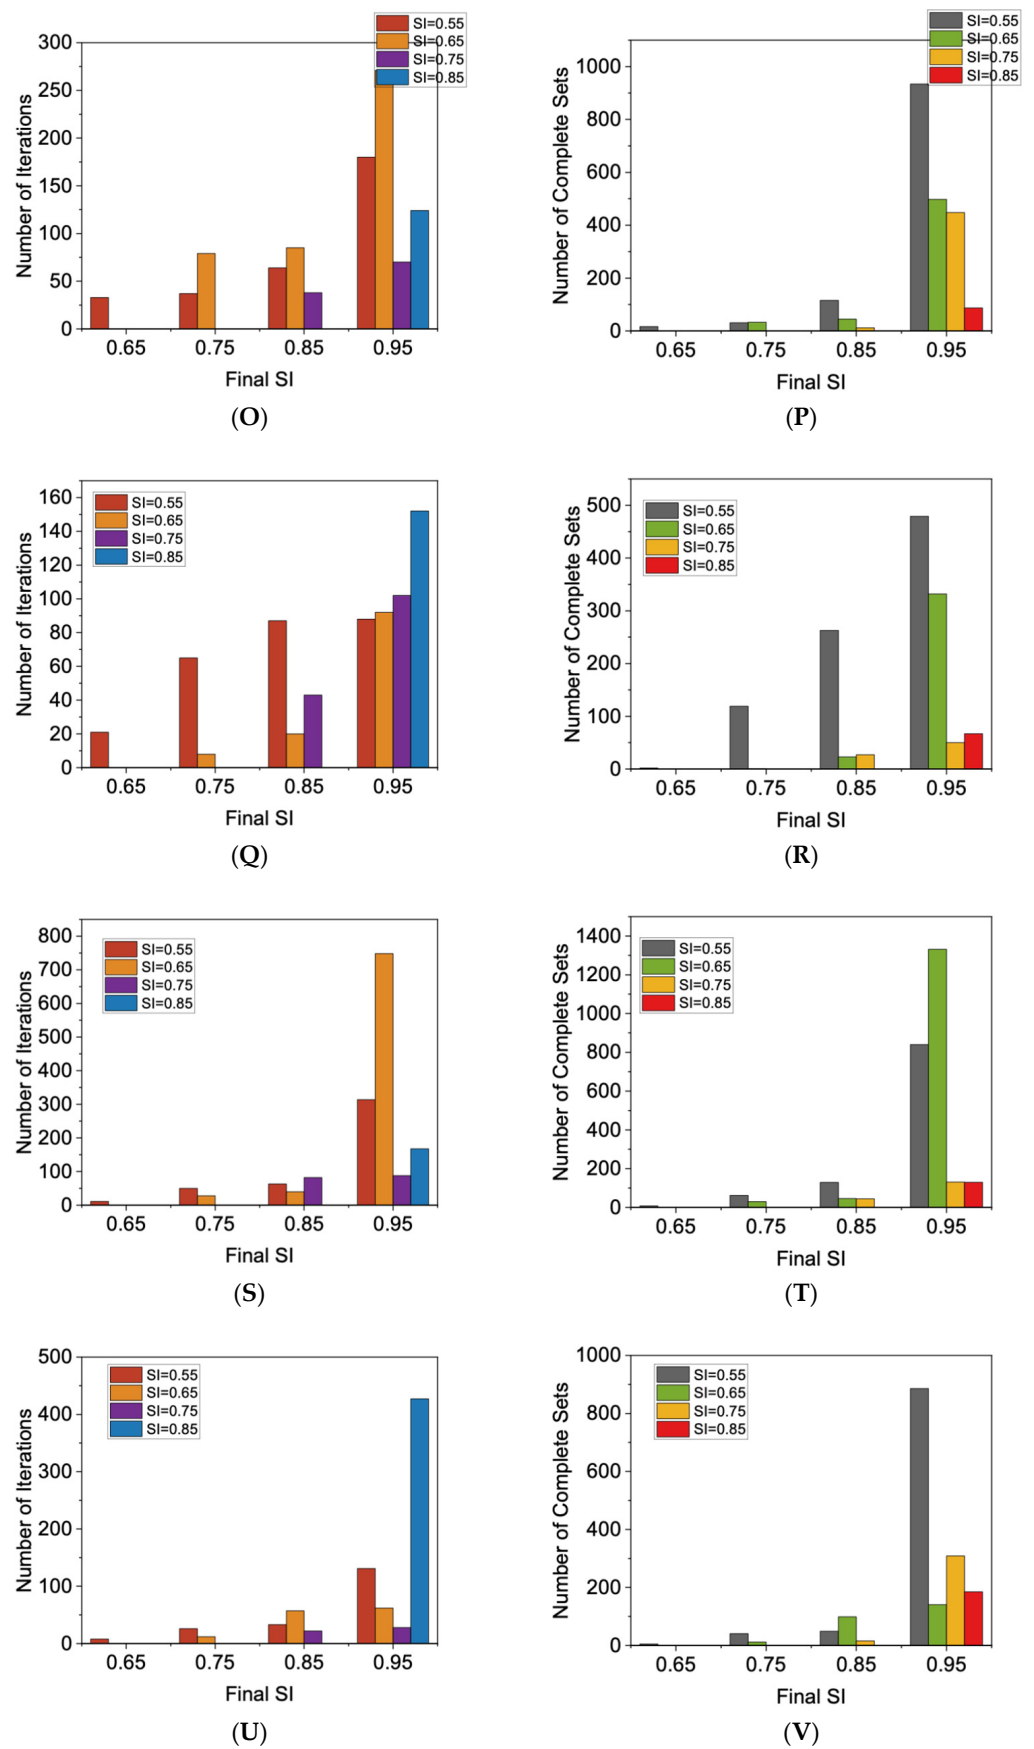 SI=0.55
SI=0.65
SI=0.75
SI=0.85
300
250
200
150
100
50
0
0.65 0.75 0.85 0.95
Number of Iterations
Final SI
(O)
SI=0.55
SI=0.65
SI=0.75
SI=0.85
1000
800
600
400
200
0
0.65 0.75 0.85 0.95
Number of Complete Sets
Final SI
(P)
SI=0.55
SI=0.65
SI=0.75
SI=0.85
160
140
120
100
80
60
40
20
0
0.65 0.75 0.85 0.95
Number of Iterations
Final SI
(Q)
SI=0.55
SI=0.65
SI=0.75
SI=0.85
500
400
300
200
100
0
0.65 0.75 0.85 0.95
Number of Complete Sets
Final SI
(R)
SI=0.55
SI=0.65
SI=0.75
SI=0.85
800
700
600
500
400
300
200
100
0
0.65 0.75 0.85 0.95
Number of Iterations
Final SI
(S)
SI=0.55
SI=0.65
SI=0.75
SI=0.85
1400
1200
1000
800
600
400
200
0
0.65 0.75 0.85 0.95
Number of Complete Sets
Final SI
(T)
SI=0.55
SI=0.65
SI=0.75
SI=0.85
500
400
300
200
100
0
0.65 0.75 0.85 0.95
Number of Iterations
Final SI
(U)
SI=0.55
SI=0.65
SI=0.75
SI=0.85
1000
800
600
400
200
0
0.65 0.75 0.85 0.95
Number of Complete Sets
Final SI
(V)